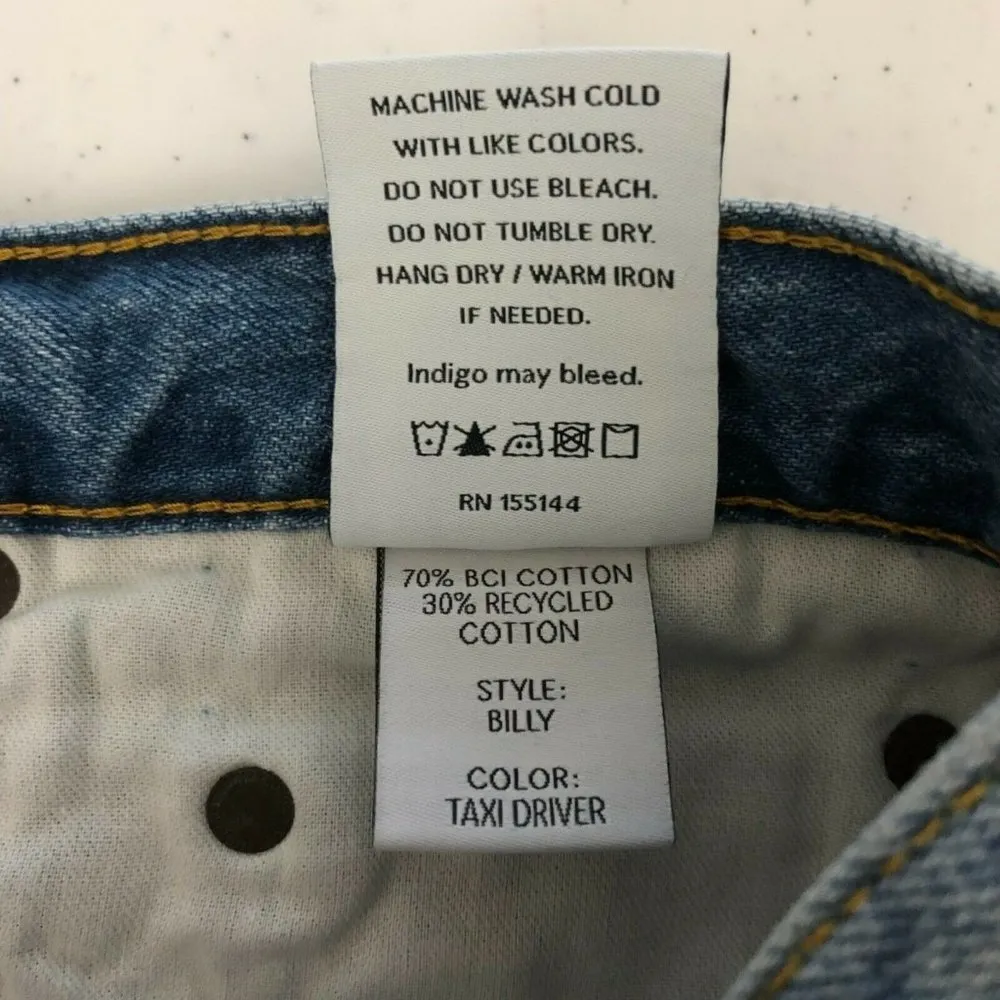 MACHINE WASH COLD
WITH LIKE COLORS.
DO NOT USE BLEACH.
DO NOT TUMBLE DRY.
HANG DRY / WARM IRON
IF NEEDED.
Indigo may bleed.
RN 155144
70% BCI COTTON
30% RECYCLED
COTTON
STYLE:
BILLY
COLOR:
TAXI DRIVER